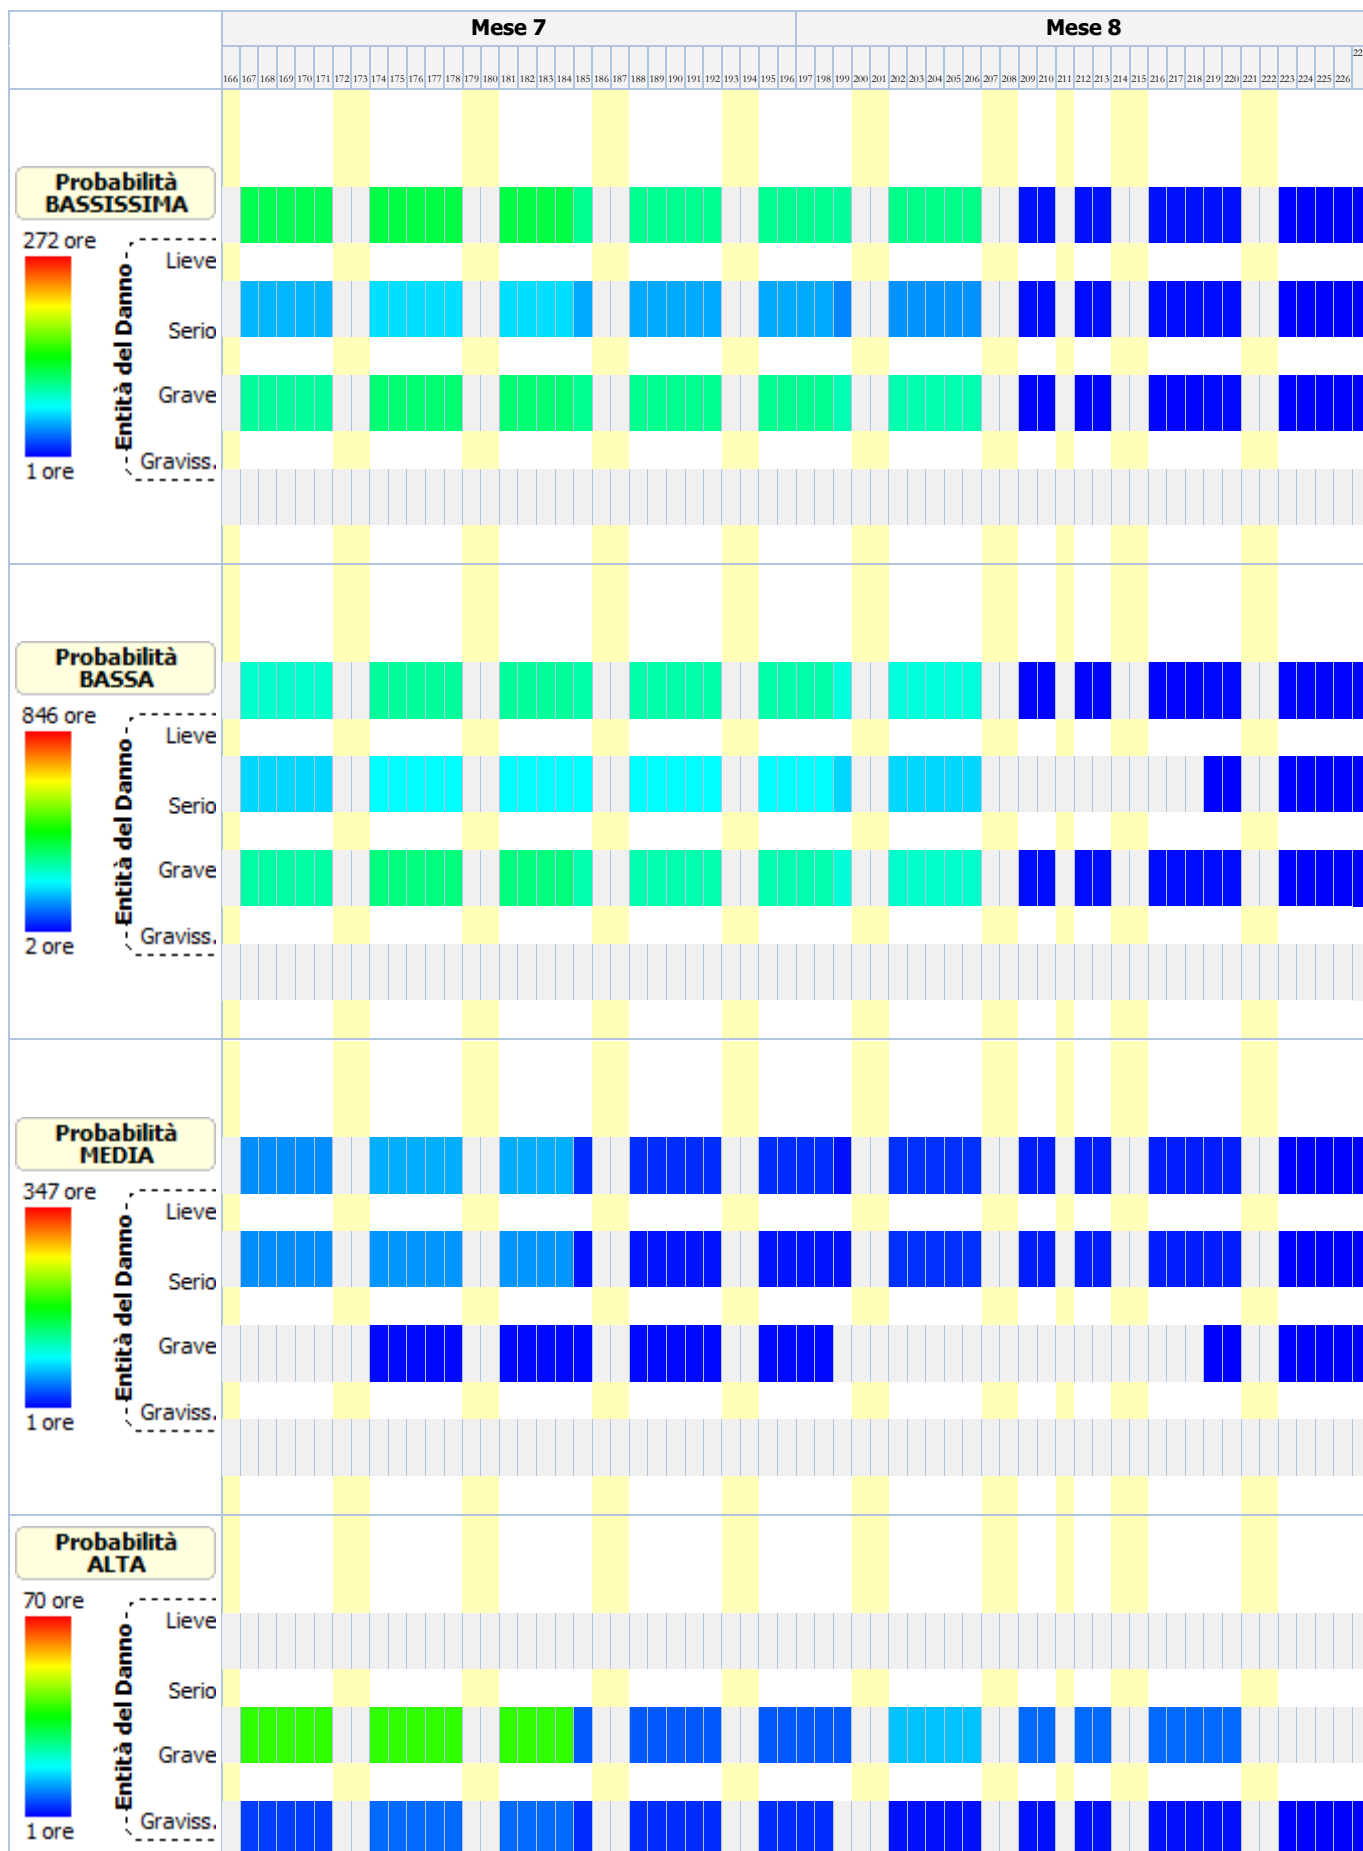 Mese 7 Mese 8
166 167 168 169 170 171 172 173 174 175 176 177 178 179 180 181 182 183 184 185 186 187 188 189 190 191 192 193 194 195 196 197 198 199 200 201 202 203 204 205 206 207 208 209 210 211 212 213 214 215 216 217 218 219 220 221 222 223 224 225 226 22
Probabilità
BASSISSIMA
272 ore
Entità del Danno
Lieve
Serio
Grave
Graviss.
1 ore
Probabilità
BASSA
846 ore
Entità del Danno
Lieve
Serio
Grave
Graviss.
2 ore
Probabilità
MEDIA
347 ore
Entità del Danno
Lieve
Serio
Grave
Graviss.
1 ore
Probabilità
ALTA
70 ore
Entità del Danno
Lieve
Serio
Grave
Graviss.
1 ore